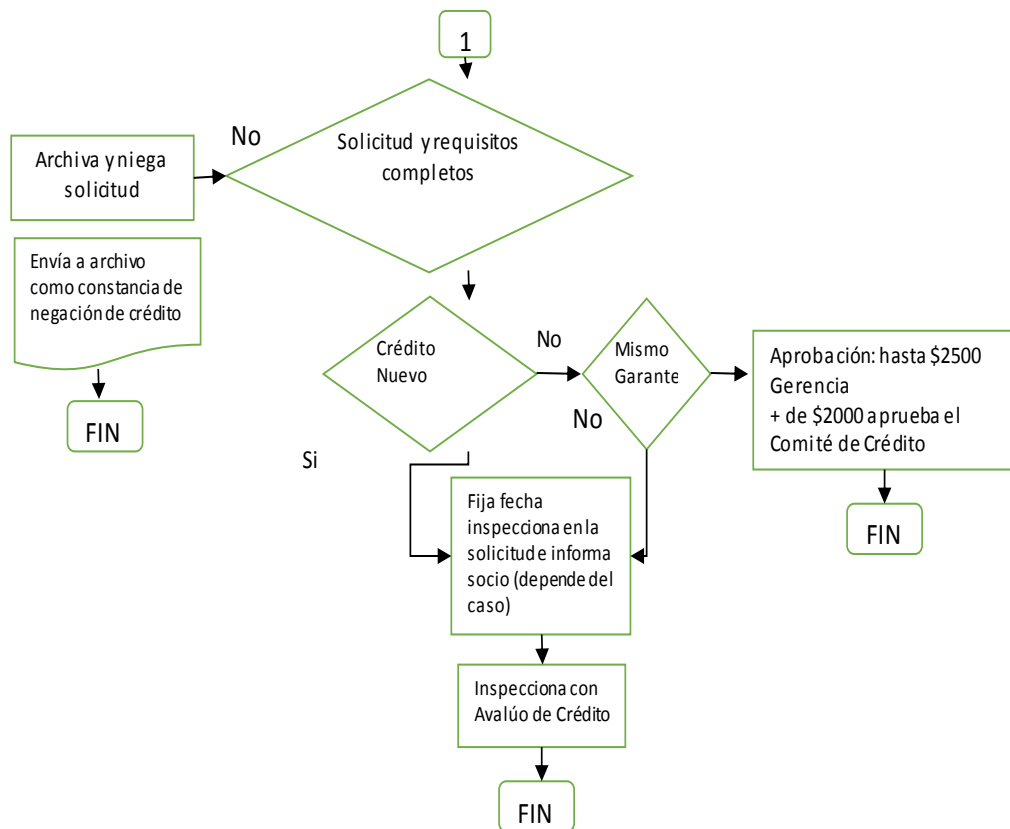 1
No
Solicitud y requisitos
completos
Archiva y niega
solicitud
Envía a archivo
como constancia de
negación de crédito
FIN
Crédito
Nuevo
No
Mismo
Garante
No
Aprobación: hasta $2500
Gerencia
+ de $2000 aprueba el
Comité de Crédito
FIN
Si
Fija fecha
inspecciona en la
solicitud e informa
socio (depende del
caso)
Inspecciona con
Avalúo de Crédito
FIN